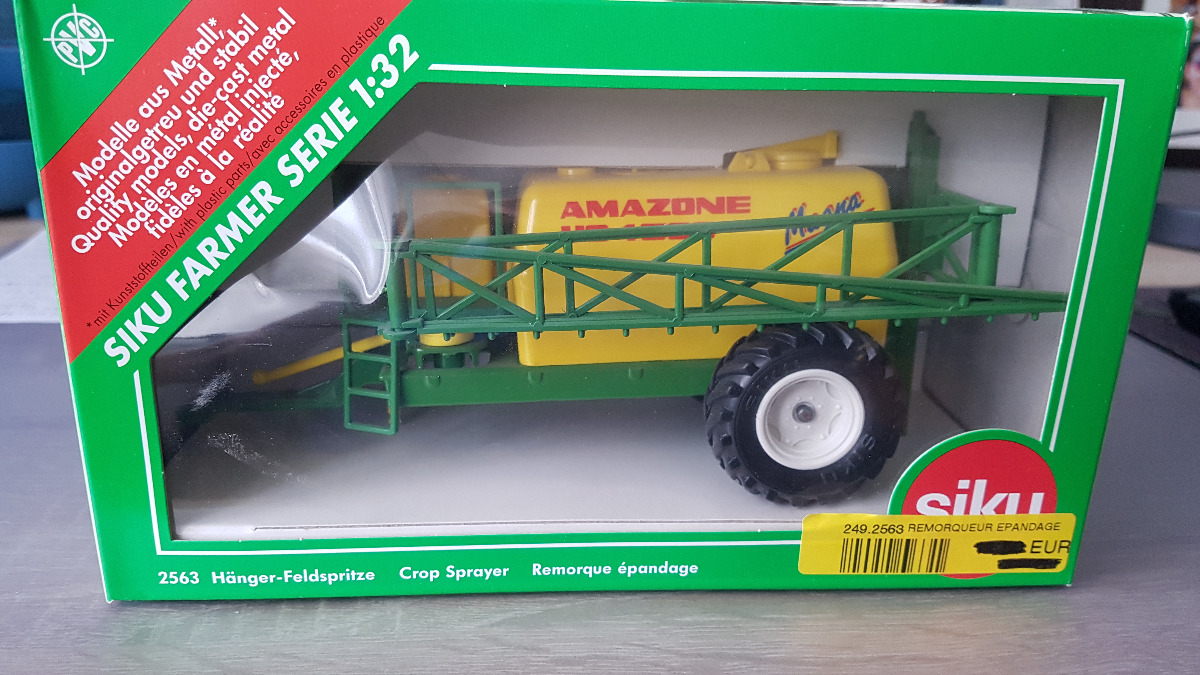 PVC
Modelle aus Metall,*
originalgetreu und stabil
Quality models, die-cast metal
Modèles en métal injecté,
fidèles à la réalité
*mit Kunststoffteilen/with plastic parts/avec accessoires en plastique
SIKU FARMER SERIE 1:32
AMAZONE
Magna
siku
249.2563 REMORQUEUR EPANDAGE
EUR
2563 Hänger-Feldspritze Crop Sprayer Remorque épandage